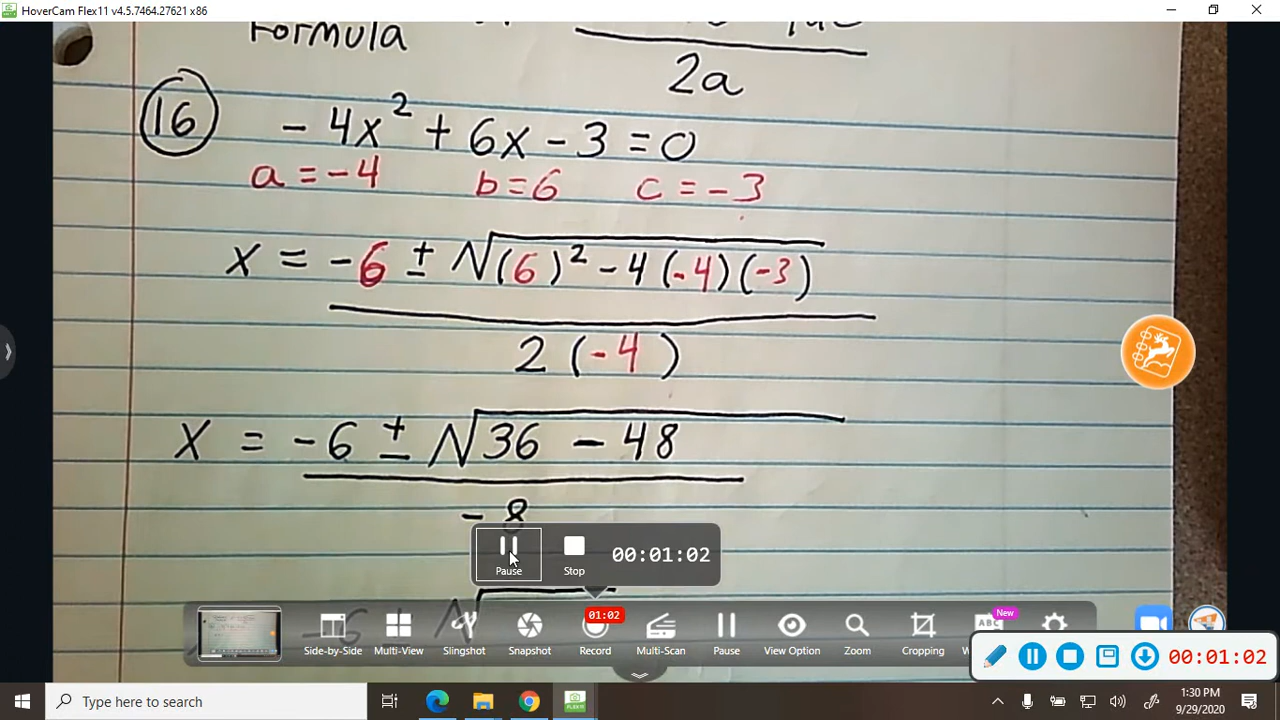 HoverCam Flex11 v4.5.7464.27621 x86
Formula
2a
16 -4x² + 6x - 3 = 0
a = -4 b = 6 c = -3
x = -6 ± √(6)² - 4(-4)(-3)
2(-4)
X = -6 ± √36 - 48
-8
Pause Stop 00:01:02
-6 ± √
01:02
New
Side-by-Side Multi-View Slingshot Snapshot Record Multi-Scan Pause View Option Zoom Cropping
ABC
00:01:02
Type here to search
FLEX11
1:30 PM
9/29/2020